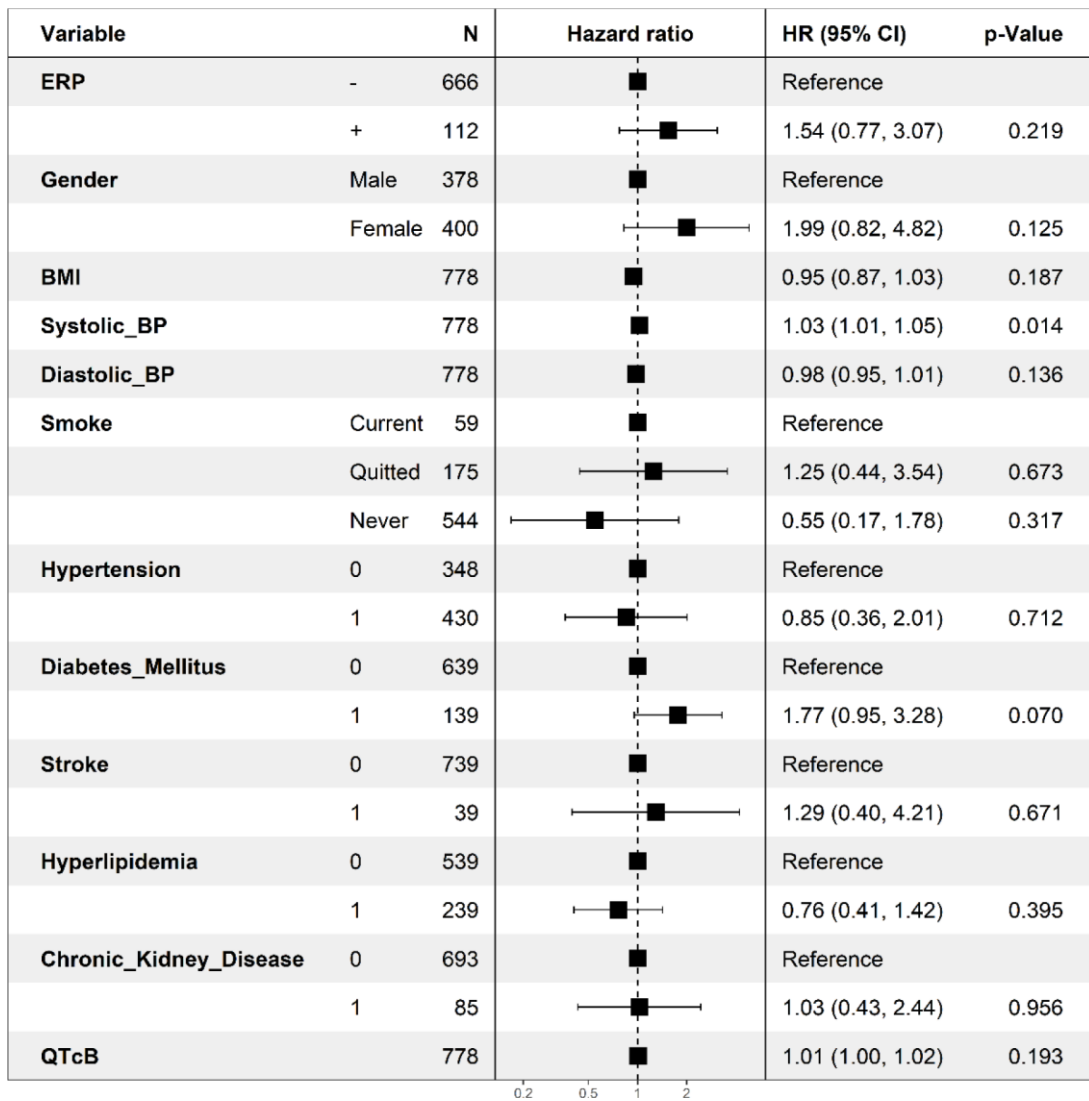 Variable N Hazard ratio HR (95% CI) p-Value
ERP - 666 Reference
+ 112 1.54 (0.77, 3.07) 0.219
Gender Male 378 Reference
Female 400 1.99 (0.82, 4.82) 0.125
BMI 778 0.95 (0.87, 1.03) 0.187
Systolic_BP 778 1.03 (1.01, 1.05) 0.014
Diastolic_BP 778 0.98 (0.95, 1.01) 0.136
Smoke Current 59 Reference
Quitted 175 1.25 (0.44, 3.54) 0.673
Never 544 0.55 (0.17, 1.78) 0.317
Hypertension 0 348 Reference
1 430 0.85 (0.36, 2.01) 0.712
Diabetes_Mellitus 0 639 Reference
1 139 1.77 (0.95, 3.28) 0.070
Stroke 0 739 Reference
1 39 1.29 (0.40, 4.21) 0.671
Hyperlipidemia 0 539 Reference
1 239 0.76 (0.41, 1.42) 0.395
Chronic_Kidney_Disease 0 693 Reference
1 85 1.03 (0.43, 2.44) 0.956
QTcB 778 1.01 (1.00, 1.02) 0.193
0.2 0.5 1 2